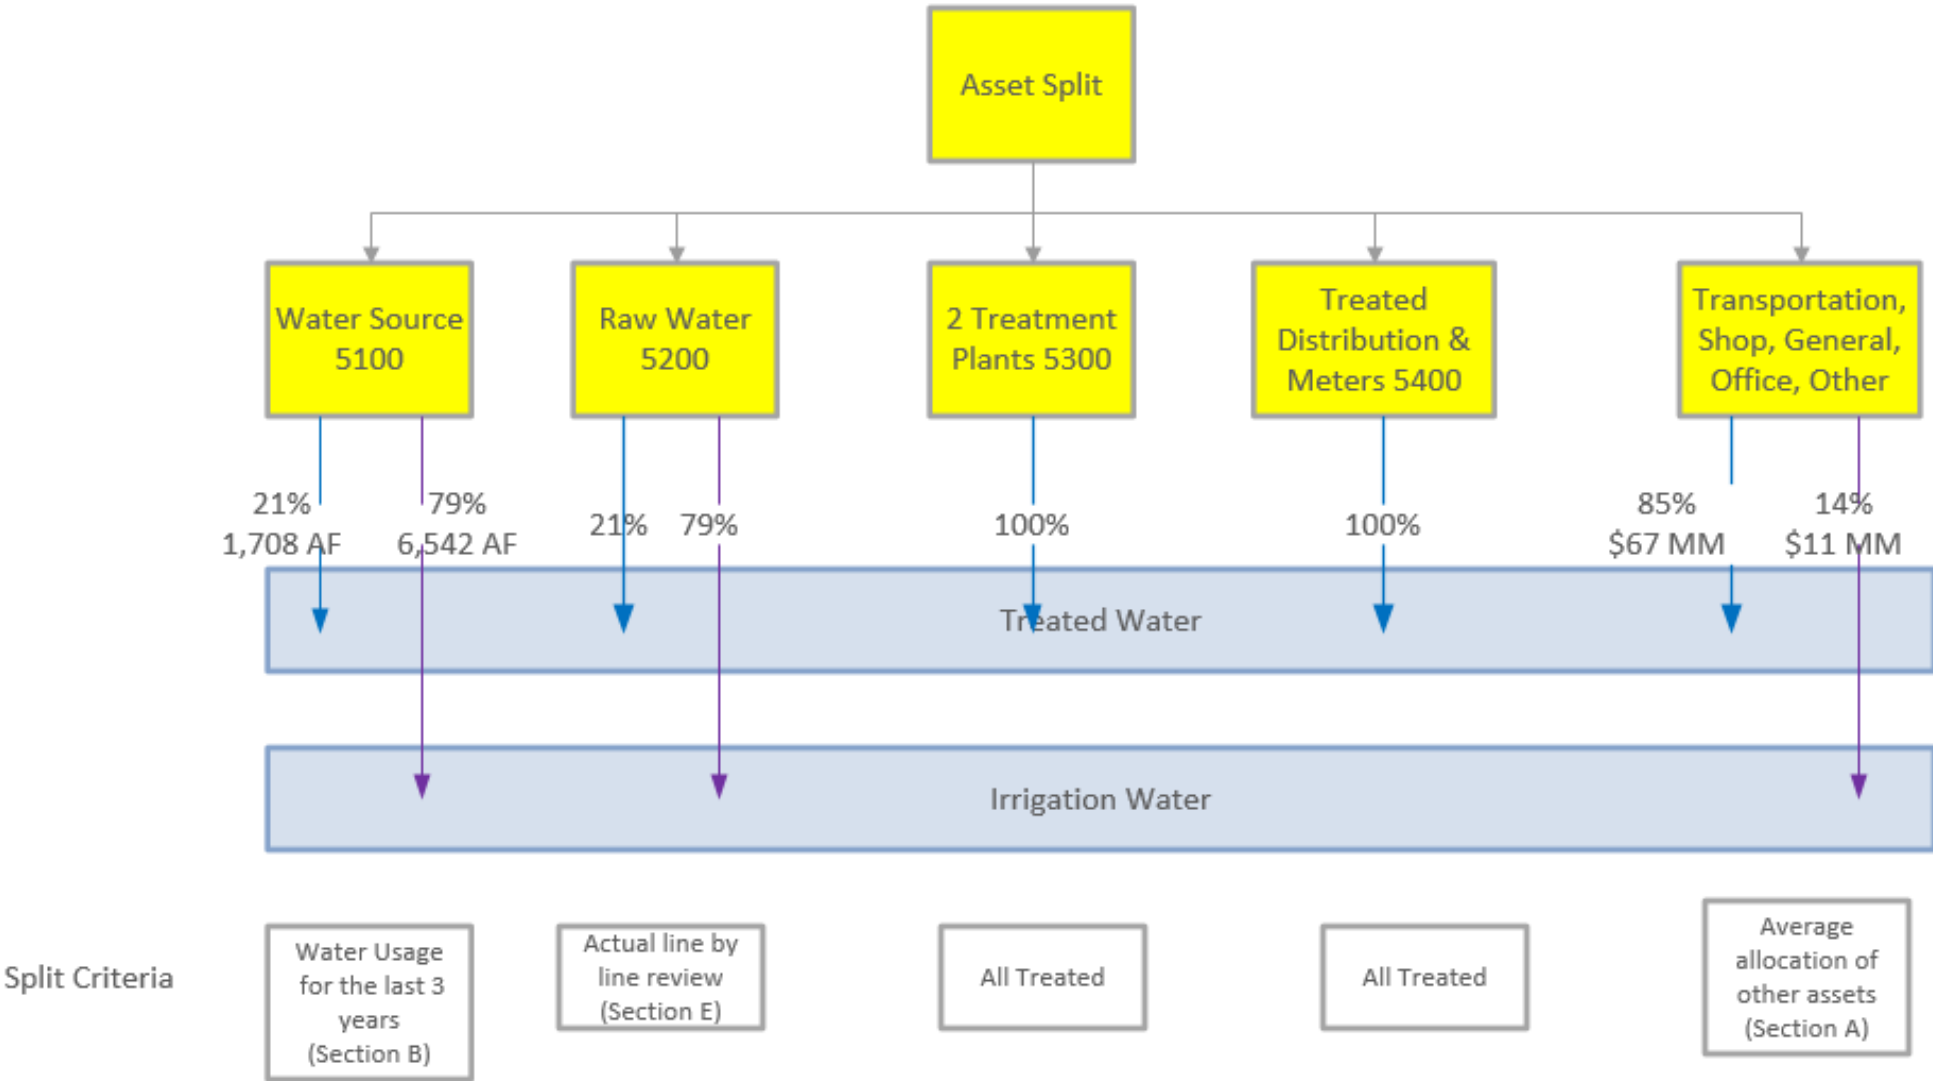 Asset Split
Water Source
5100
Raw Water
5200
2 Treatment
Plants 5300
Treated
Distribution &
Meters 5400
Transportation,
Shop, General,
Office, Other
21%
1,708 AF
79%
6,542 AF
21%
79%
100%
100%
85%
$67 MM
14%
$11 MM
Treated Water
Irrigation Water
Split Criteria
Water Usage
for the last 3
years
(Section B)
Actual line by
line review
(Section E)
All Treated
All Treated
Average
allocation of
other assets
(Section A)